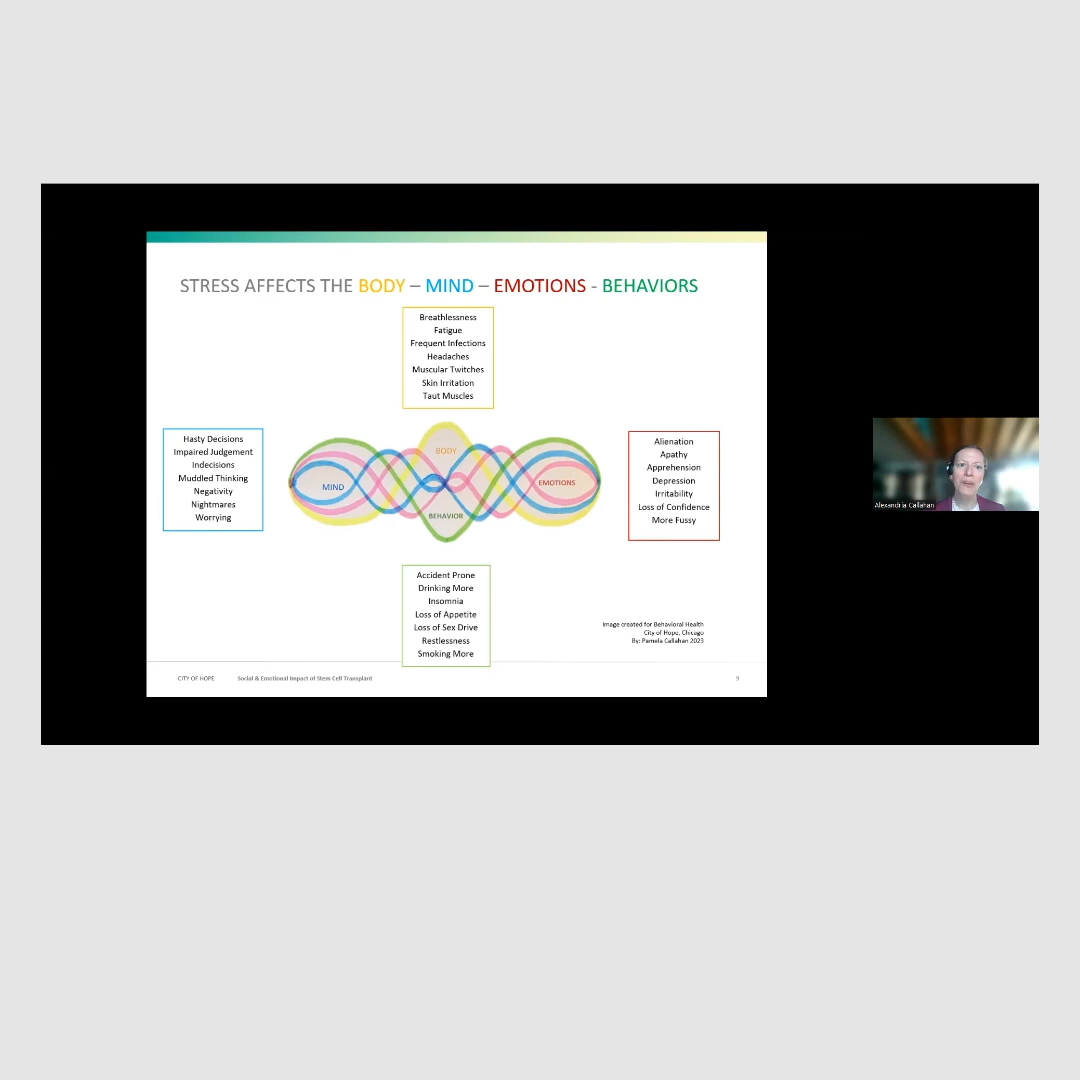 STRESS AFFECTS THE BODY – MIND – EMOTIONS - BEHAVIORS
Breathlessness
Fatigue
Frequent Infections
Headaches
Muscular Twitches
Skin Irritation
Taut Muscles
Hasty Decisions
Impaired Judgement
Indecisions
Muddled Thinking
Negativity
Nightmares
Worrying
BODY
MIND
EMOTIONS
BEHAVIOR
Alienation
Apathy
Apprehension
Depression
Irritability
Loss of Confidence
More Fussy
Accident Prone
Drinking More
Insomnia
Loss of Appetite
Loss of Sex Drive
Restlessness
Smoking More
Image created for Behavioral Health
City of Hope, Chicago
By: Pamela Callahan 2023
CITY OF HOPE
Social & Emotional Impact of Stem Cell Transplant
9
Alexandria Callahan